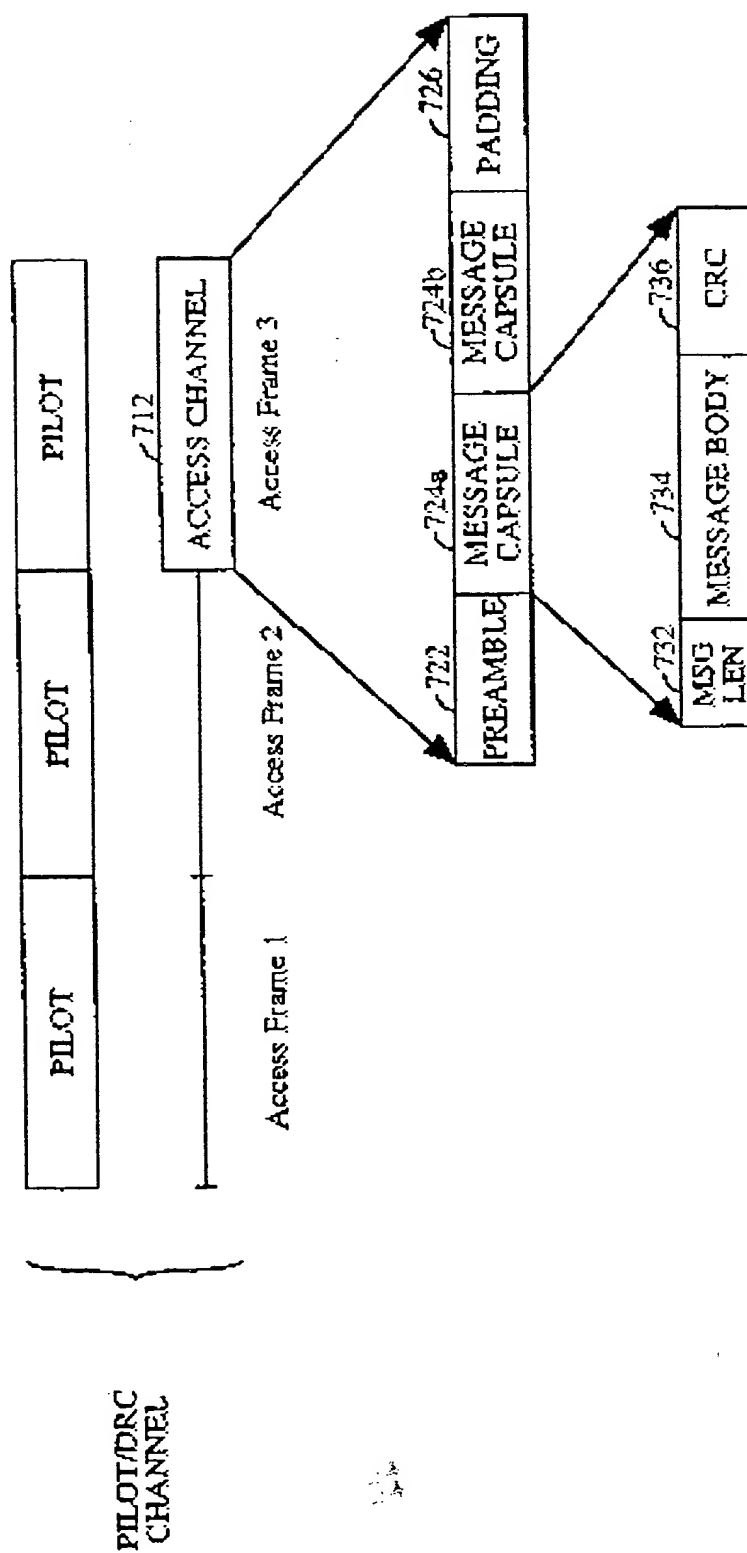 PILOT/DRC
CHANNEL
PILOT
PILOT
PILOT
712
ACCESS CHANNEL
Access Frame 1
Access Frame 2
Access Frame 3
722
724a
724b
726
PREAMBLE
MESSAGE
CAPSULE
MESSAGE
CAPSULE
PADDING
732
734
736
MSG
LEN
MESSAGE BODY
CRC